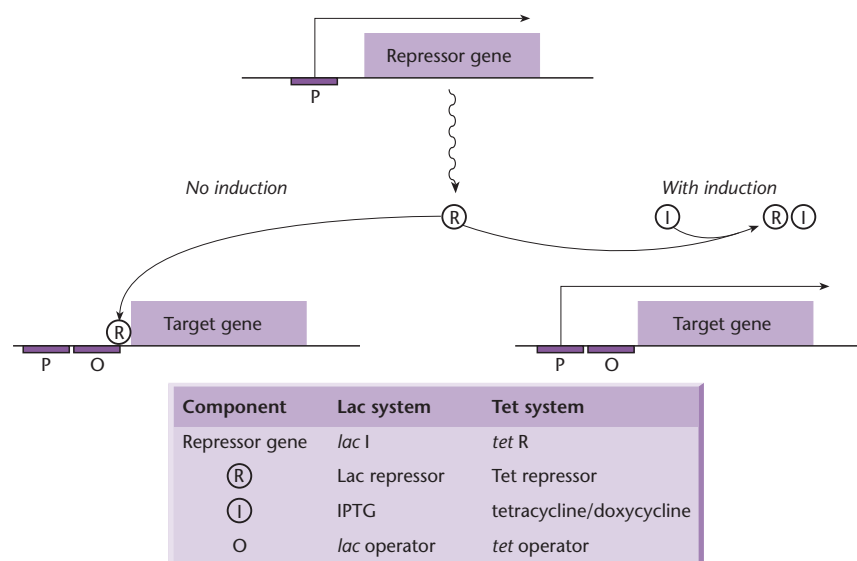 Repressor gene
P
No induction
With induction
R
I
R I
R
Target gene
P O
Target gene
P O
Component Lac system Tet system
Repressor gene lac I tet R
R Lac repressor Tet repressor
I IPTG tetracycline/doxycycline
O lac operator tet operator